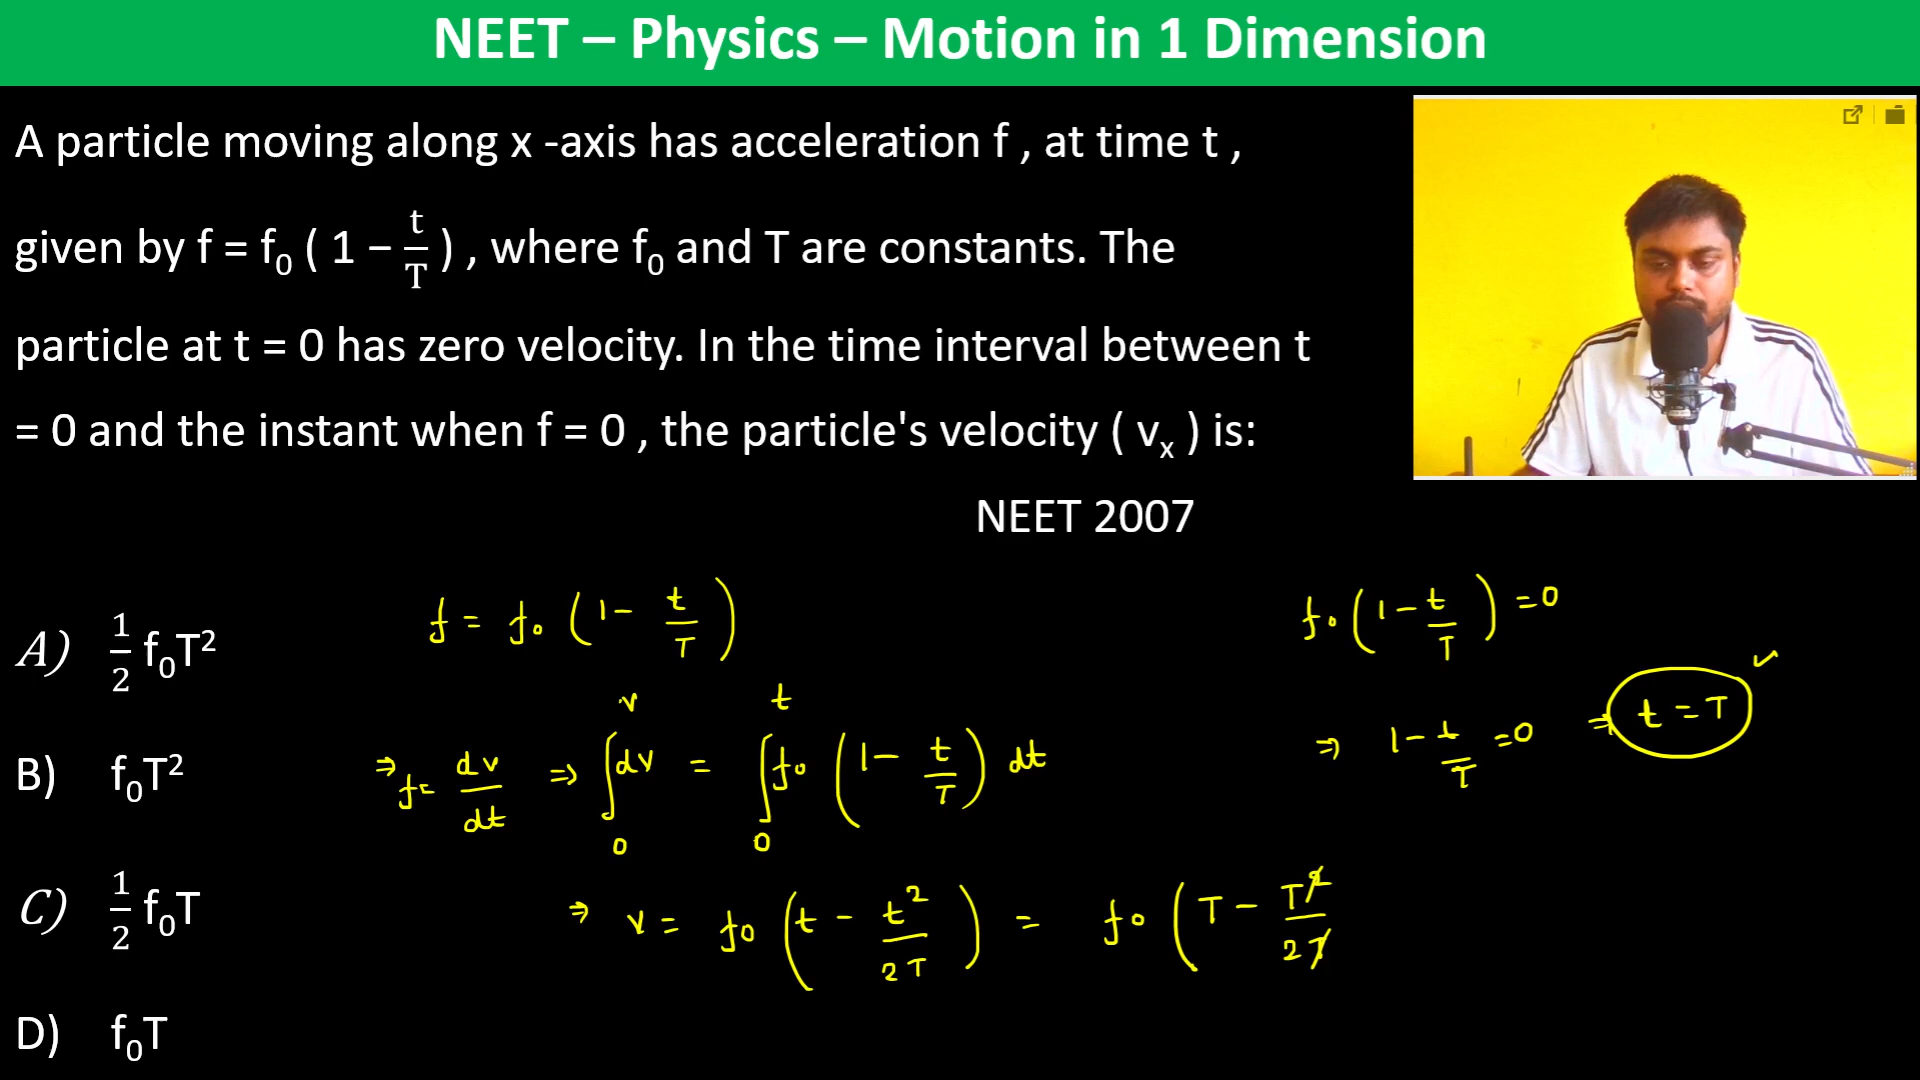 NEET – Physics – Motion in 1 Dimension
A particle moving along x -axis has acceleration f , at time t ,
given by f = f₀ ( 1 − t/T ) , where f₀ and T are constants. The
particle at t = 0 has zero velocity. In the time interval between t
= 0 and the instant when f = 0 , the particle's velocity ( vₓ ) is:
NEET 2007
A) 1/2 f₀T²
B) f₀T²
C) 1/2 f₀T
D) f₀T
f = f₀ (1 - t/T)
⇒ f = dv/dt ⇒ ∫₀ᵛ dv = ∫₀ᵗ f₀ (1 - t/T) dt
⇒ v = f₀ (t - t²/2T) = f₀ (T - T²/2T
f₀ (1 - t/T) = 0
⇒ 1 - t/T = 0 ⇒ t = T ✓